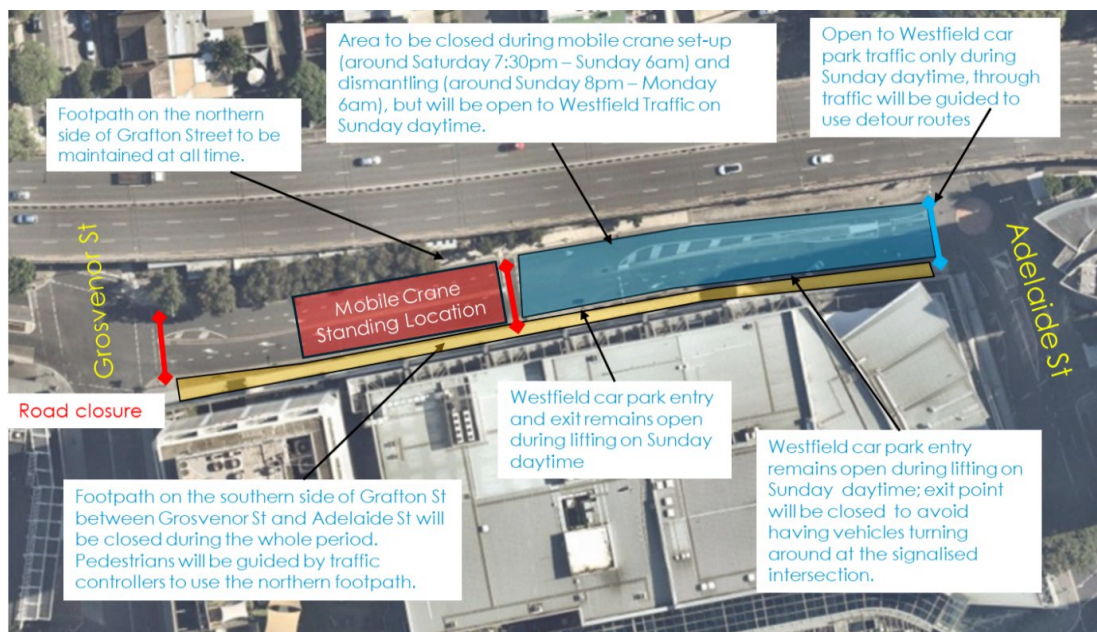 Area to be closed during mobile crane set-up
(around Saturday 7:30pm – Sunday 6am) and
dismantling (around Sunday 8pm – Monday
6am), but will be open to Westfield Traffic on
Sunday daytime.
Open to Westfield car
park traffic only during
Sunday daytime, through
traffic will be guided to
use detour routes
Footpath on the northern
side of Grafton Street to be
maintained at all time.
Grosvenor St
Mobile Crane
Standing Location
Adelaide St
Road closure
Westfield car park entry
and exit remains open
during lifting on Sunday
daytime
Westfield car park entry
remains open during lifting on
Sunday daytime; exit point
will be closed to avoid
having vehicles turning
around at the signalised
intersection.
Footpath on the southern side of Grafton St
between Grosvenor St and Adelaide St will
be closed during the whole period.
Pedestrians will be guided by traffic
controllers to use the northern footpath.